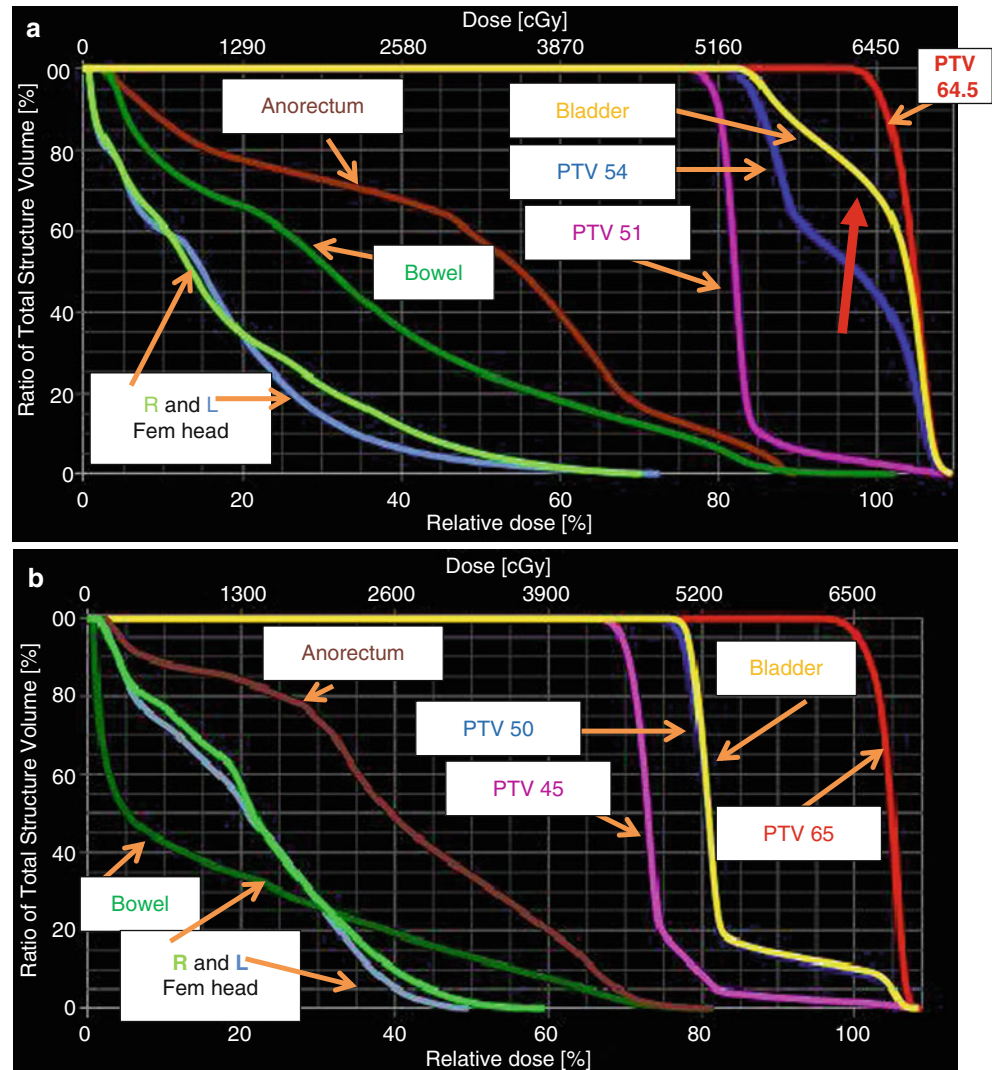 a
Dose [cGy]
0 1290 2580 3870 5160 6450
PTV
64.5
Anorectum
Bladder
PTV 54
PTV 51
Bowel
R and L
Fem head
Ratio of Total Structure Volume [%]
00
80
60
40
20
0
0 20 40 60 80 100
Relative dose [%]
b
Dose [cGy]
0 1300 2600 3900 5200 6500
Anorectum
Bladder
PTV 50
PTV 45
PTV 65
Bowel
R and L
Fem head
Ratio of Total Structure Volume [%]
00
80
60
40
20
0
0 20 40 60 80 100
Relative dose [%]